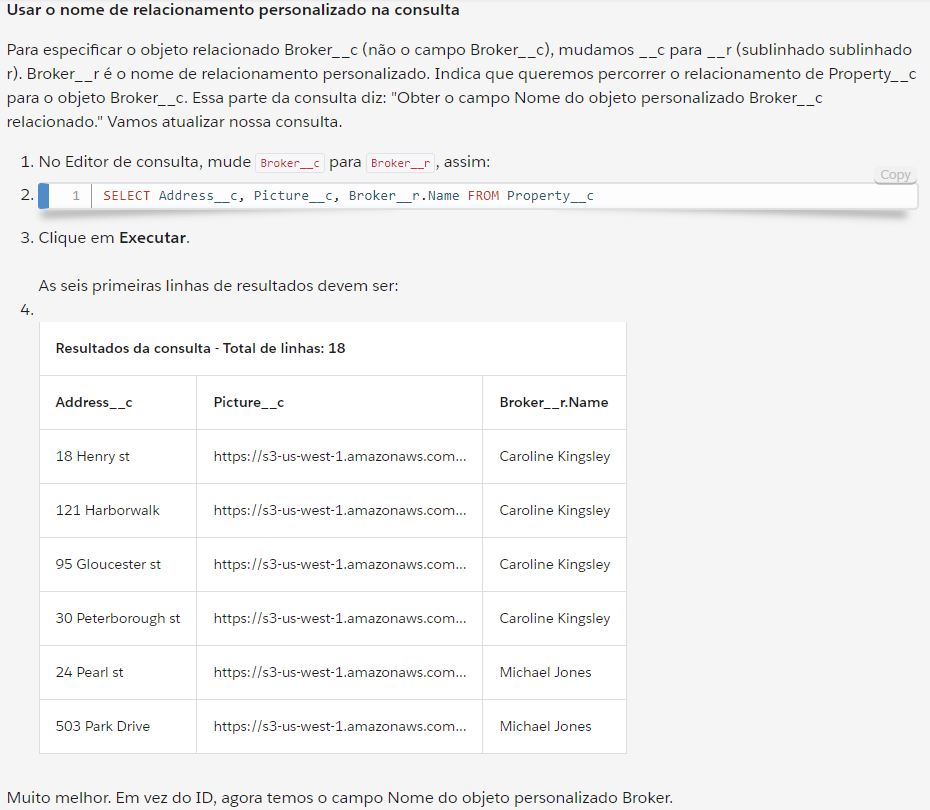 Usar o nome de relacionamento personalizado na consulta
Para especificar o objeto relacionado Broker__c (não o campo Broker__c), mudamos __c para __r (sublinhado sublinhado
r). Broker__r é o nome de relacionamento personalizado. Indica que queremos percorrer o relacionamento de Property__c
para o objeto Broker__c. Essa parte da consulta diz: "Obter o campo Nome do objeto personalizado Broker__c
relacionado." Vamos atualizar nossa consulta.
1. No Editor de consulta, mude Broker__c para Broker__r, assim:
Copy
2. 1 SELECT Address__c, Picture__c, Broker__r.Name FROM Property__c
3. Clique em Executar.
As seis primeiras linhas de resultados devem ser:
4.
Resultados da consulta - Total de linhas: 18
Address__c Picture__c Broker__r.Name
18 Henry st https://s3-us-west-1.amazonaws.com... Caroline Kingsley
121 Harborwalk https://s3-us-west-1.amazonaws.com... Caroline Kingsley
95 Gloucester st https://s3-us-west-1.amazonaws.com... Caroline Kingsley
30 Peterborough st https://s3-us-west-1.amazonaws.com... Caroline Kingsley
24 Pearl st https://s3-us-west-1.amazonaws.com... Michael Jones
503 Park Drive https://s3-us-west-1.amazonaws.com... Michael Jones
Muito melhor. Em vez do ID, agora temos o campo Nome do objeto personalizado Broker.